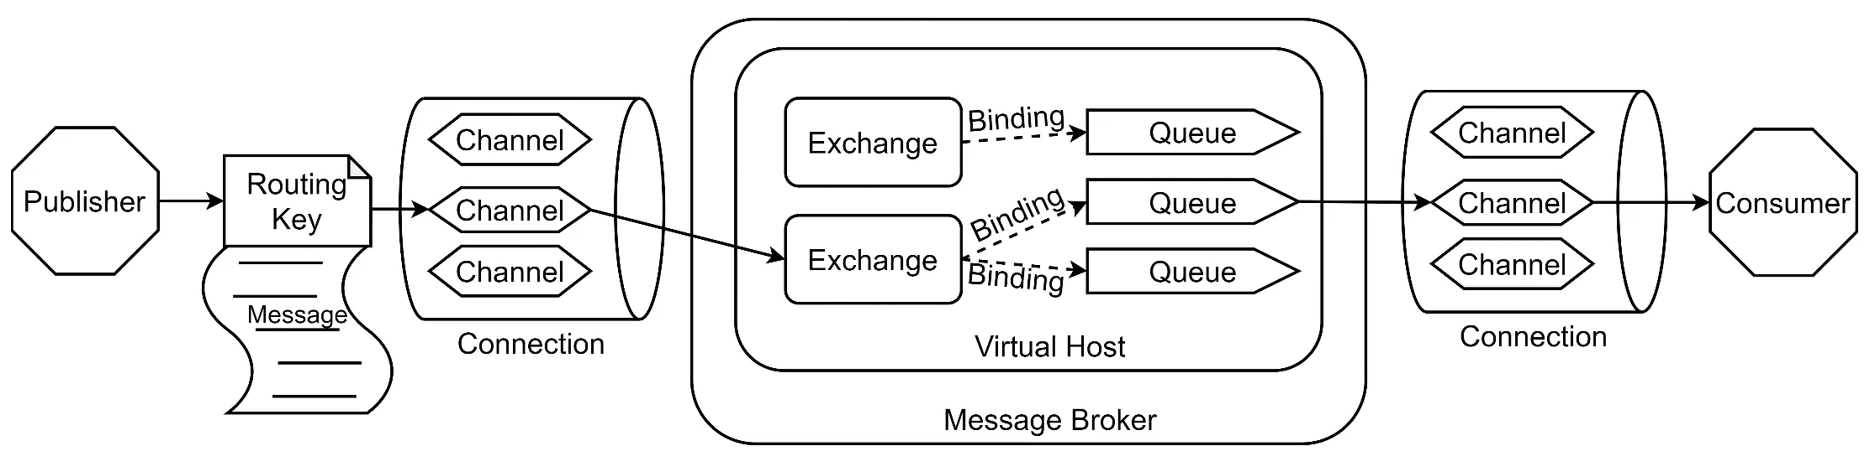 Publisher
Routing
Key
Message
Channel
Channel
Channel
Connection
Exchange
Exchange
Binding
Binding
Binding
Queue
Queue
Queue
Virtual Host
Message Broker
Channel
Channel
Channel
Connection
Consumer